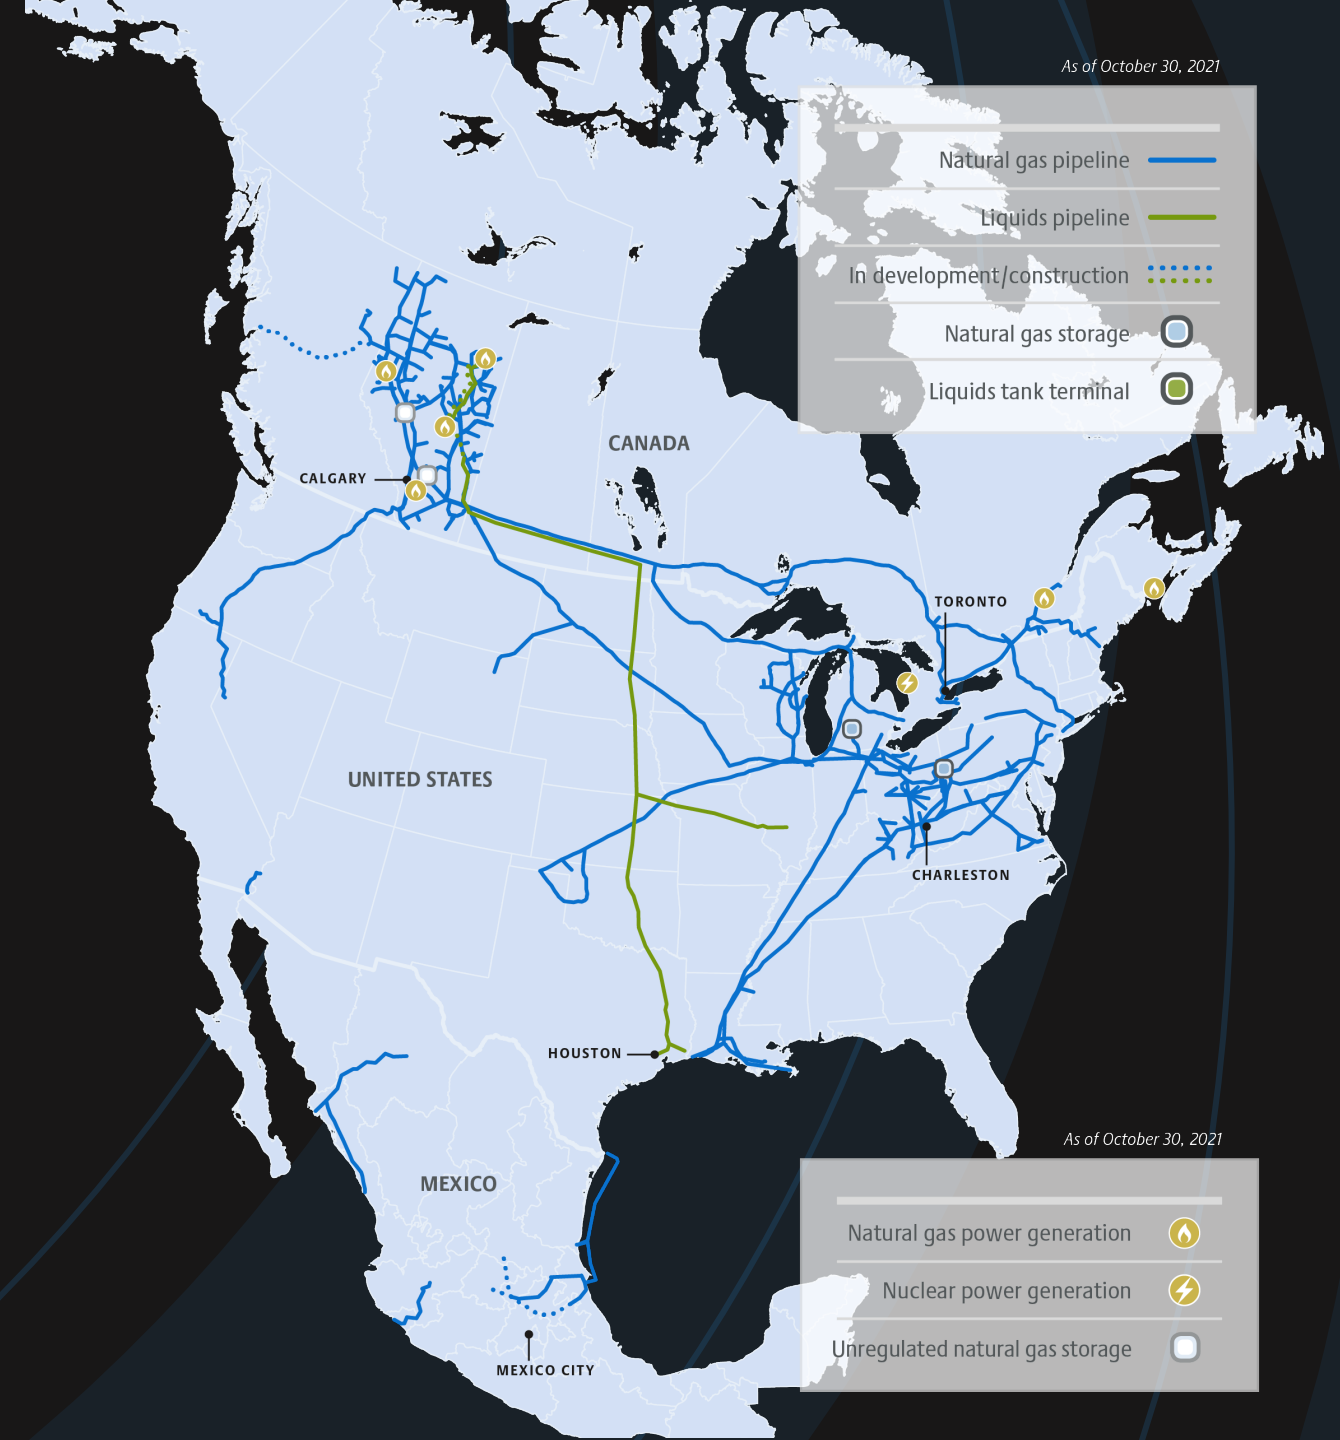 As of October 30, 2021
Natural gas pipeline
Liquids pipeline
In development/construction
Natural gas storage
Liquids tank terminal
CANADA
CALGARY
TORONTO
UNITED STATES
CHARLESTON
HOUSTON
As of October 30, 2021
MEXICO
Natural gas power generation
Nuclear power generation
Unregulated natural gas storage
MEXICO CITY